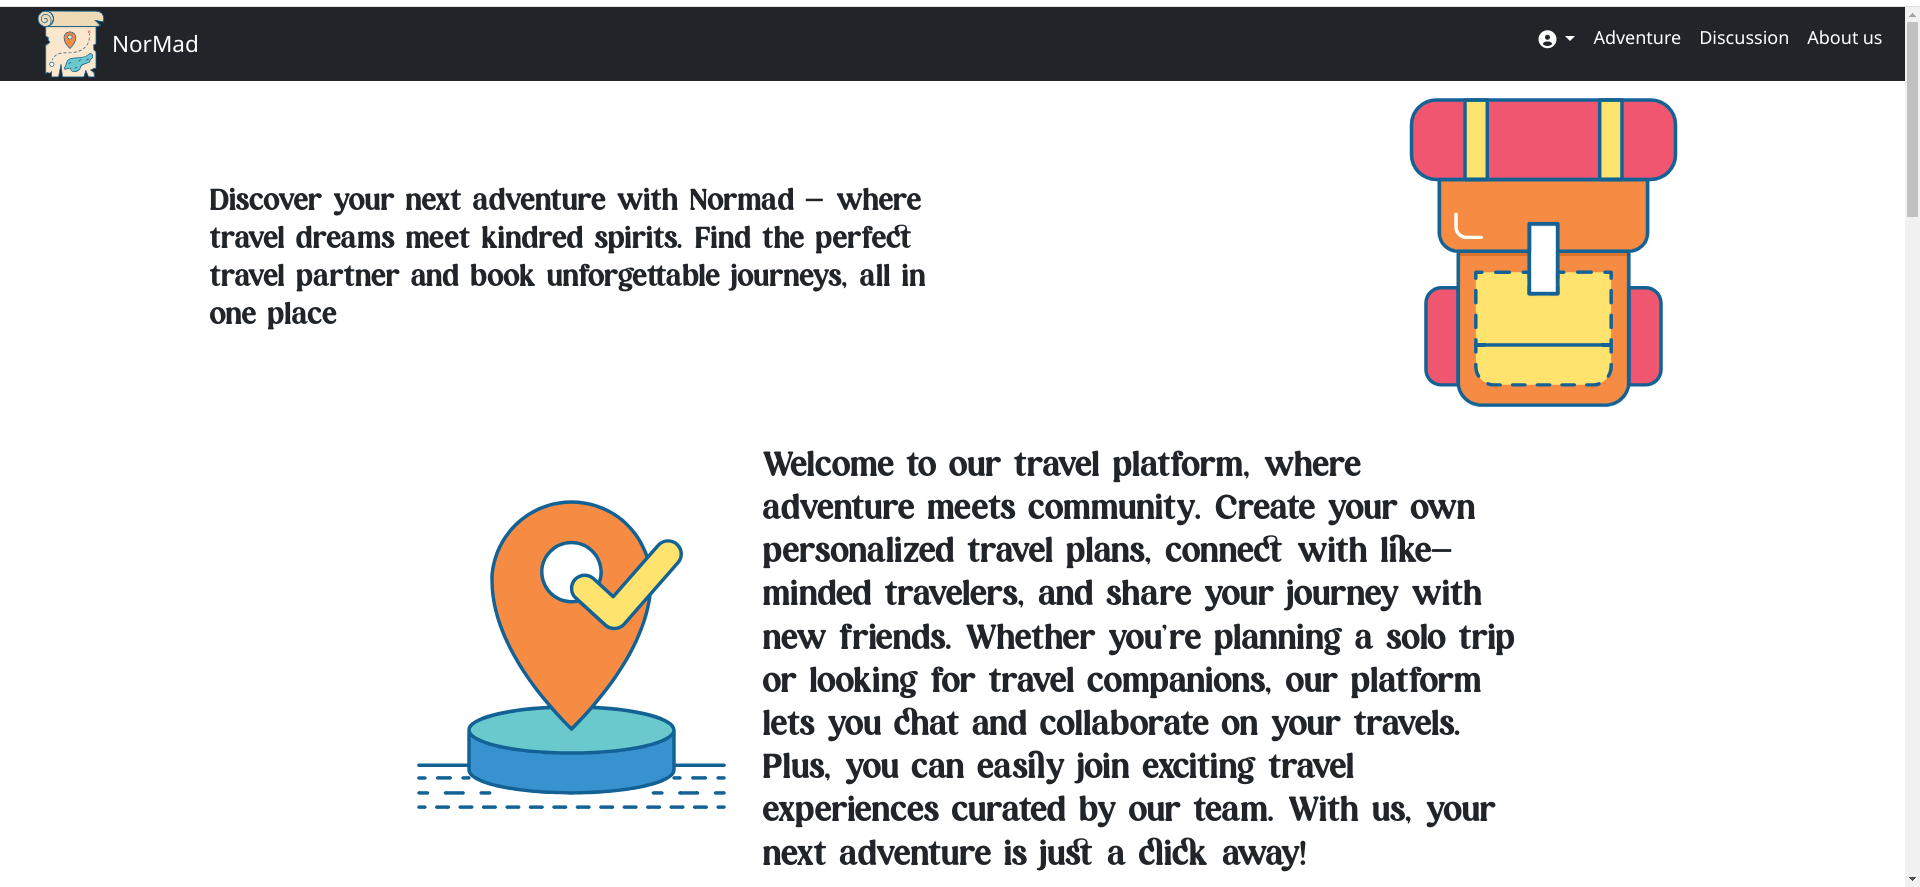 NorMad
Adventure
Discussion
About us
Discover your next adventure with Normad – where
travel dreams meet kindred spirits. Find the perfect
travel partner and book unforgettable journeys, all in
one place
Welcome to our travel platform, where
adventure meets community. Create your own
personalized travel plans, connect with like-
minded travelers, and share your journey with
new friends. Whether you're planning a solo trip
or looking for travel companions, our platform
lets you chat and collaborate on your travels.
Plus, you can easily join exciting travel
experiences curated by our team. With us, your
next adventure is just a click away!